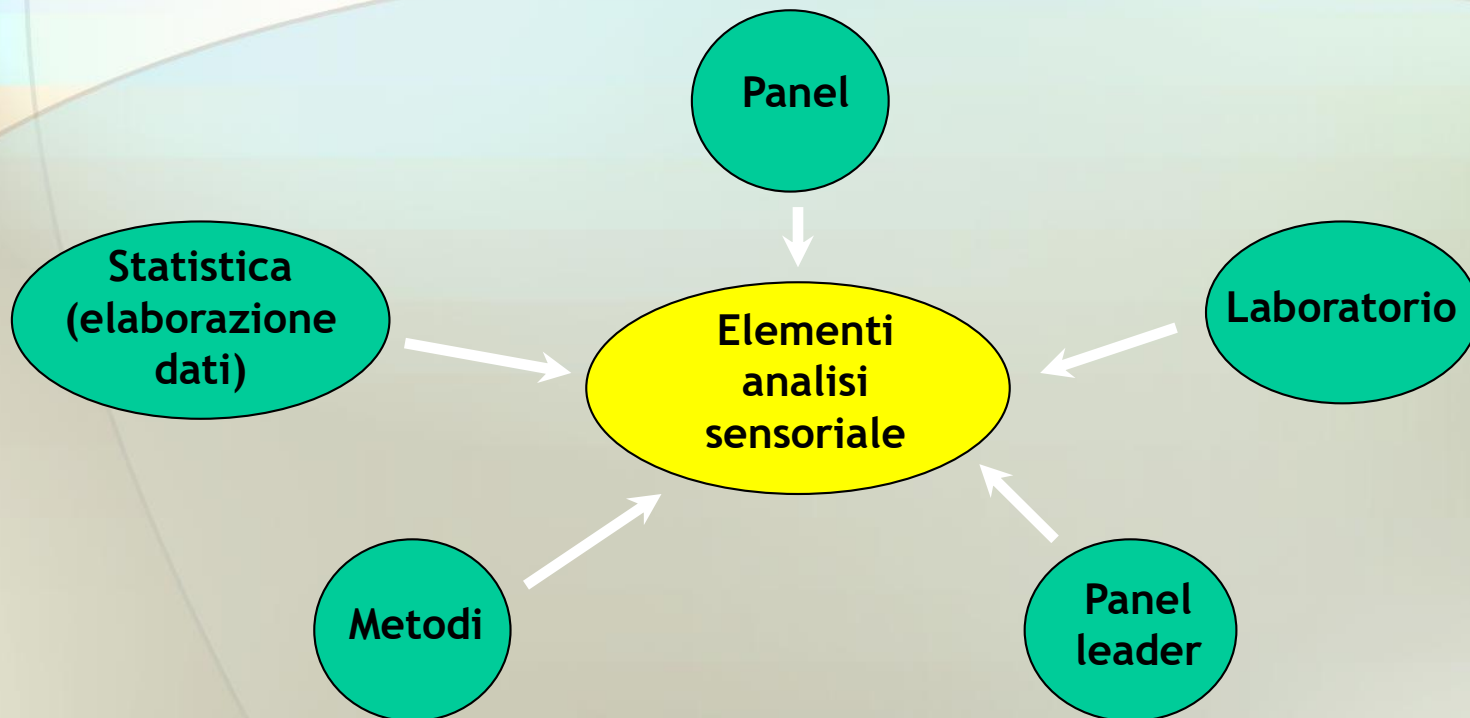 Panel
Statistica
(elaborazione
dati)
Laboratorio
Elementi
analisi
sensoriale
Metodi
Panel
leader